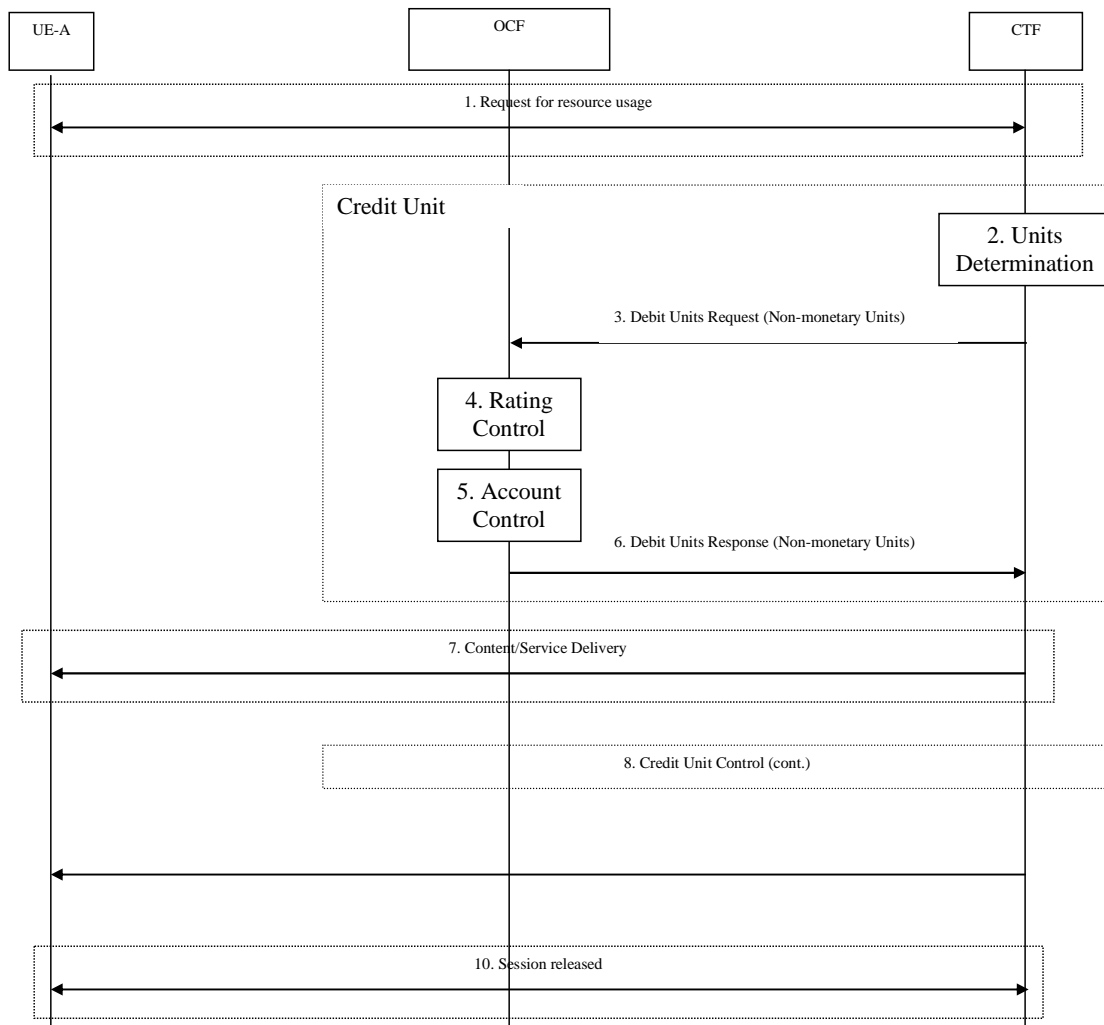 UE-A
OCF
CTF
1. Request for resource usage
Credit Unit
2. Units
Determination
3. Debit Units Request (Non-monetary Units)
4. Rating
Control
5. Account
Control
6. Debit Units Response (Non-monetary Units)
7. Content/Service Delivery
8. Credit Unit Control (cont.)
10. Session released